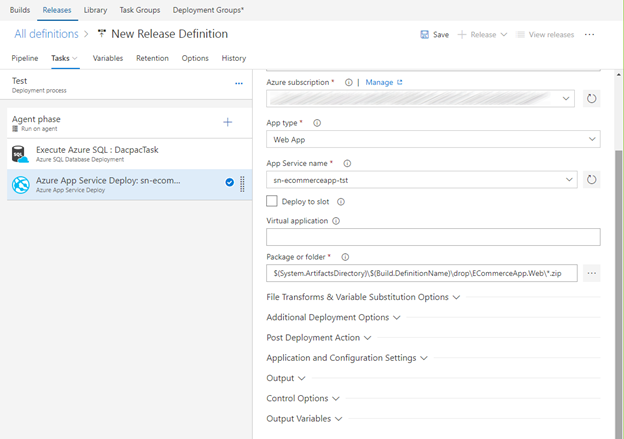 Builds Releases Library Task Groups Deployment Groups*
All definitions New Release Definition Save Release View releases ...
Pipeline Tasks Variables Retention Options History
Test
Deployment process
...
Agent phase
Run on agent
SQL
Execute Azure SQL : DacpacTask
Azure SQL Database Deployment
Azure App Service Deploy: sn-ecom...
Azure App Service Deploy
Azure subscription * | Manage
App type *
Web App
App Service name *
sn-ecommerceapp-tst
Deploy to slot
Virtual application
Package or folder *
$(System.ArtifactsDirectory)\$(Build.DefinitionName)\drop\ECommerceApp.Web\*.zip
...
File Transforms & Variable Substitution Options
Additional Deployment Options
Post Deployment Action
Application and Configuration Settings
Output
Control Options
Output Variables